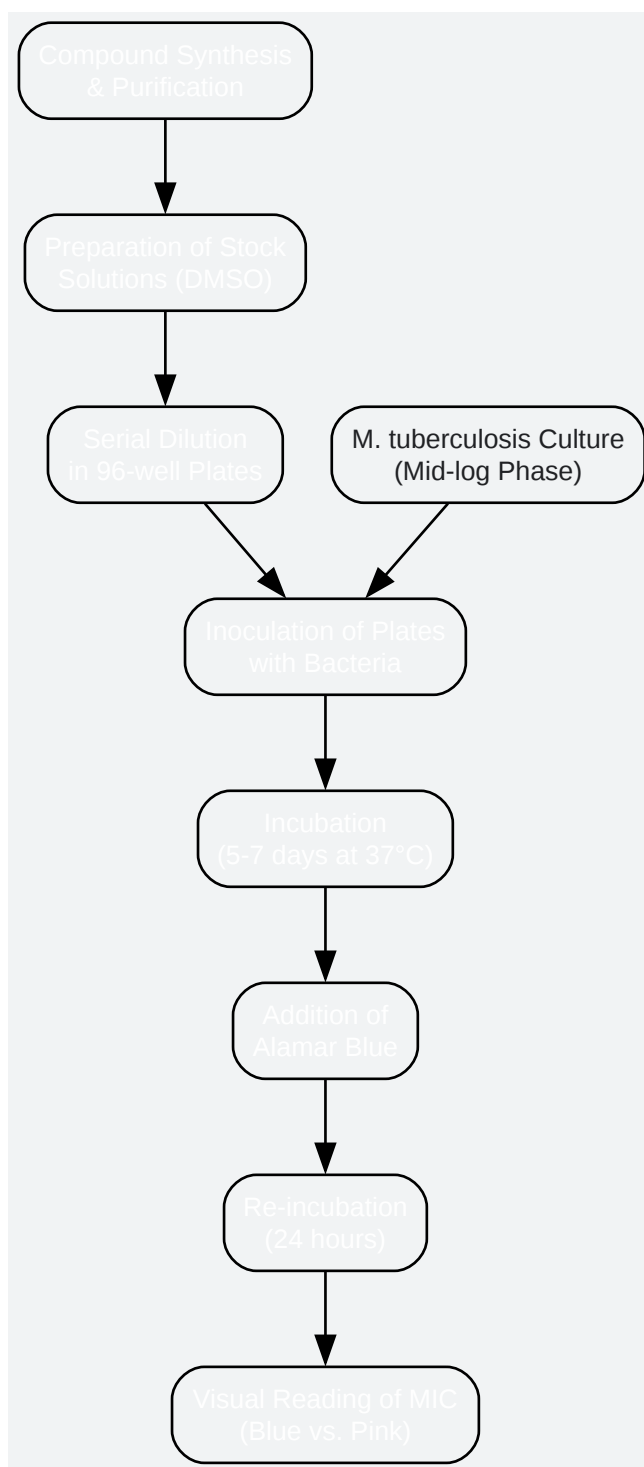 Compound Synthesis
& Purification
Preparation of Stock
Solutions (DMSO)
Serial Dilution
in 96-well Plates
M. tuberculosis Culture
(Mid-log Phase)
Inoculation of Plates
with Bacteria
Incubation
(5-7 days at 37°C)
Addition of
Alamar Blue
Re-incubation
(24 hours)
Visual Reading of MIC
(Blue vs. Pink)